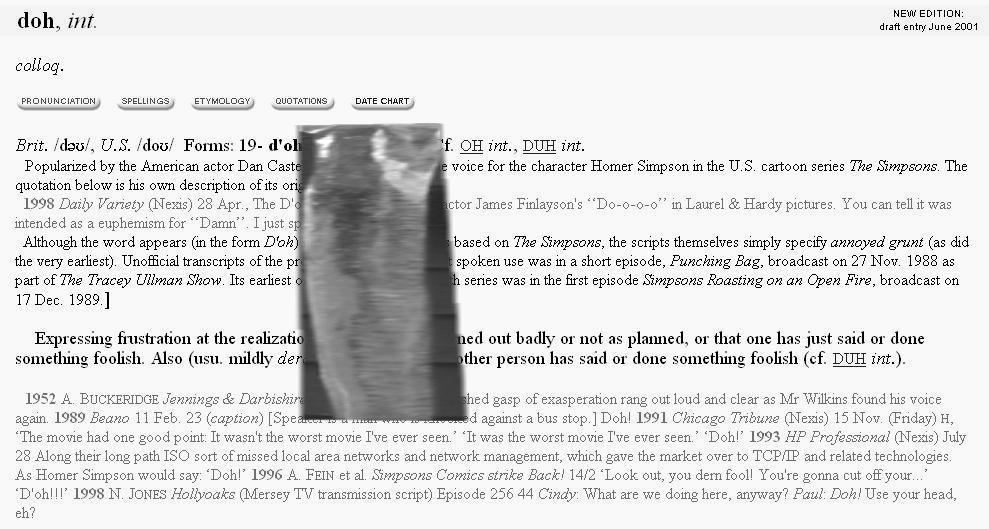 doh, int.
NEW EDITION:
draft entry June 2001
colloq.
PRONUNCIATION SPELLINGS ETYMOLOGY QUOTATIONS DATE CHART
Brit. /dəʊ/, U.S. /doʊ/ Forms: 19- d'oh f. OH int., DUH int.
Popularized by the American actor Dan Caste e voice for the character Homer Simpson in the U.S. cartoon series The Simpsons. The
quotation below is his own description of its ori
1998 Daily Variety (Nexis) 28 Apr., The D'o actor James Finlayson's “Do-o-o-o” in Laurel & Hardy pictures. You can tell it was
intended as a euphemism for “Damn”. I just sp
Although the word appears (in the form D'oh) based on The Simpsons, the scripts themselves simply specify annoyed grunt (as did
the very earliest). Unofficial transcripts of the pr spoken use was in a short episode, Punching Bag, broadcast on 27 Nov. 1988 as
part of The Tracey Ullman Show. Its earliest o h series was in the first episode Simpsons Roasting on an Open Fire, broadcast on
17 Dec. 1989.]
Expressing frustration at the realizatio ned out badly or not as planned, or that one has just said or done
something foolish. Also (usu. mildly der other person has said or done something foolish (cf. DUH int.).
1952 A. BUCKERIDGE Jennings & Darbishire shed gasp of exasperation rang out loud and clear as Mr Wilkins found his voice
again. 1989 Beano 11 Feb. 23 (caption) [Speaker is a man who is knocked against a bus stop.] Doh! 1991 Chicago Tribune (Nexis) 15 Nov. (Friday) H,
‘The movie had one good point: It wasn't the worst movie I've ever seen.’ ‘It was the worst movie I've ever seen.’ ‘Doh!’ 1993 HP Professional (Nexis) July
28 Along their long path ISO sort of missed local area networks and network management, which gave the market over to TCP/IP and related technologies.
As Homer Simpson would say: ‘Doh!’ 1996 A. FEIN et al. Simpsons Comics strike Back! 14/2 ‘Look out, you dern fool! You're gonna cut off your...’
‘D'oh!!!’ 1998 N. JONES Hollyoaks (Mersey TV transmission script) Episode 256 44 Cindy: What are we doing here, anyway? Paul: Doh! Use your head,
eh?